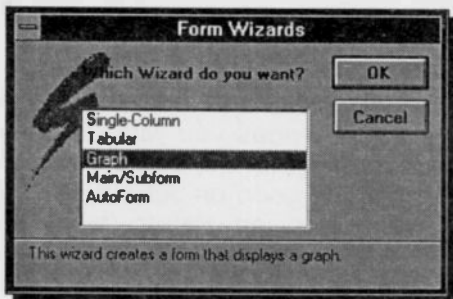 Form Wizards
Which Wizard do you want?
OK
Cancel
Single-Column
Tabular
Graph
Main/Subform
AutoForm
This wizard creates a form that displays a graph.